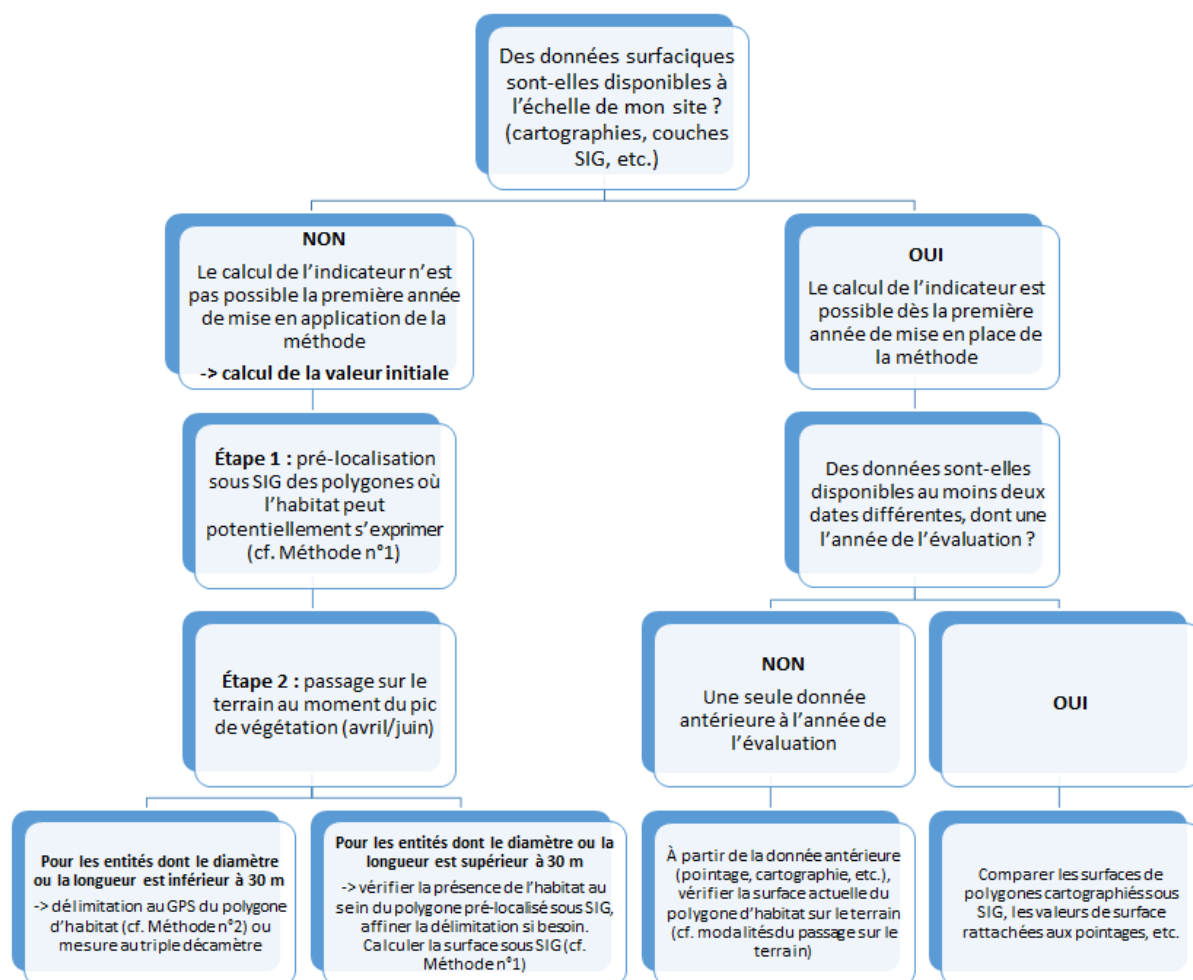 Des données surfaciques
sont-elles disponibles à
l'échelle de mon site ?
(cartographies, couches
SIG, etc.)
NON
Le calcul de l'indicateur n'est
pas possible la première année
de mise en application de la
méthode
-> calcul de la valeur initiale
OUI
Le calcul de l'indicateur est
possible dès la première
année de mise en place de
la méthode
Étape 1 : pré-localisation
sous SIG des polygones où
l'habitat peut
potentiellement s'exprimer
(cf. Méthode n°1)
Des données sont-elles
disponibles au moins deux
dates différentes, dont une
l'année de l'évaluation ?
Étape 2 : passage sur le
terrain au moment du pic
de végétation (avril/juin)
NON
Une seule donnée
antérieure à l'année de
l'évaluation
OUI
Pour les entités dont le diamètre
ou la longueur est inférieur à 30 m
-> délimitation au GPS du polygone
d'habitat (cf. Méthode n°2) ou
mesure au triple décamètre
Pour les entités dont le diamètre ou la
longueur est supérieur à 30 m
-> vérifier la présence de l'habitat au
sein du polygone pré-localisé sous SIG,
affiner la délimitation si besoin.
Calculer la surface sous SIG (cf.
Méthode n°1)
À partir de la donnée antérieure
(pointage, cartographie, etc.),
vérifier la surface actuelle du
polygone d'habitat sur le terrain
(cf. modalités du passage sur le
terrain)
Comparer les surfaces de
polygones cartographiés sous
SIG, les valeurs de surface
rattachées aux pointages, etc.